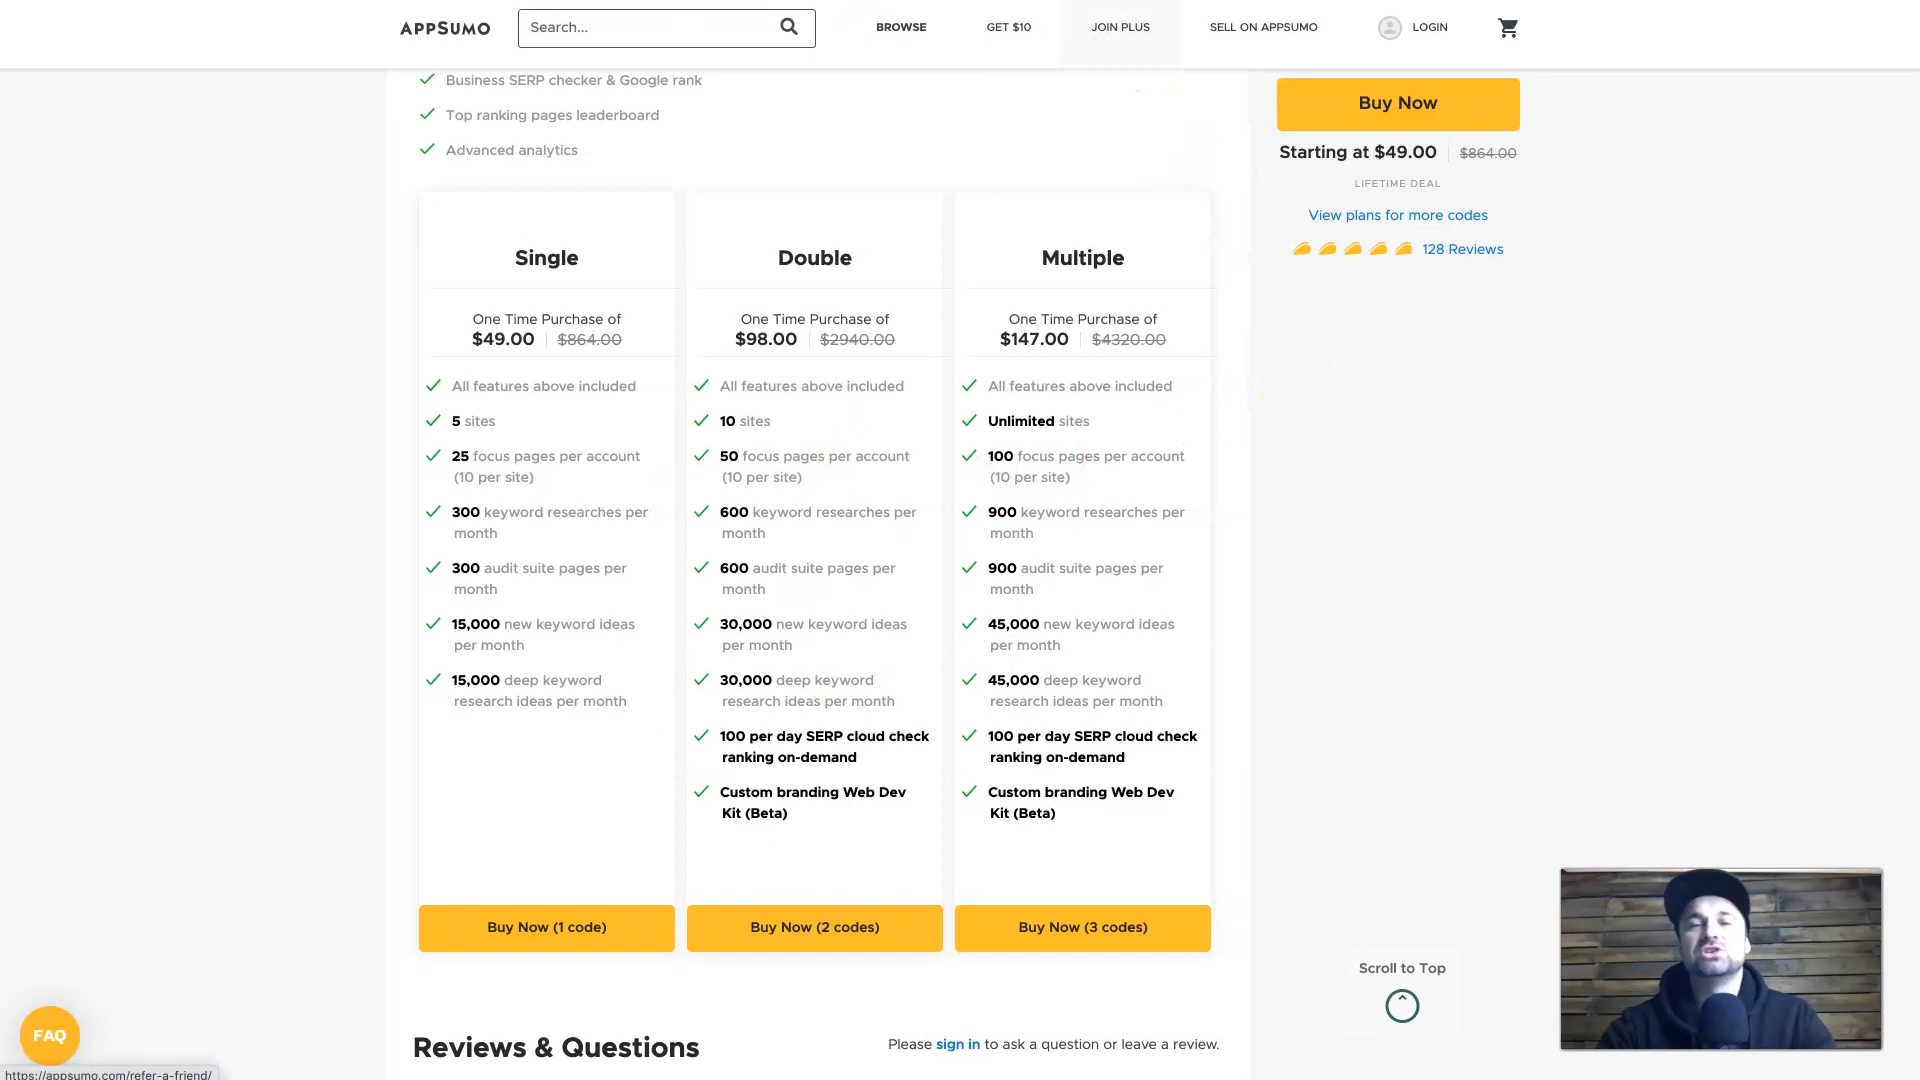 APPSUMO
Search...
BROWSE
GET $10
JOIN PLUS
SELL ON APPSUMO
LOGIN
Business SERP checker & Google rank
Top ranking pages leaderboard
Advanced analytics
Buy Now
Starting at $49.00 $864.00
LIFETIME DEAL
View plans for more codes
128 Reviews
Single
One Time Purchase of
$49.00 $864.00
All features above included
5 sites
25 focus pages per account
(10 per site)
300 keyword researches per
month
300 audit suite pages per
month
15,000 new keyword ideas
per month
15,000 deep keyword
research ideas per month
Buy Now (1 code)
Double
One Time Purchase of
$98.00 $2940.00
All features above included
10 sites
50 focus pages per account
(10 per site)
600 keyword researches per
month
600 audit suite pages per
month
30,000 new keyword ideas
per month
30,000 deep keyword
research ideas per month
100 per day SERP cloud check
ranking on-demand
Custom branding Web Dev
Kit (Beta)
Buy Now (2 codes)
Multiple
One Time Purchase of
$147.00 $4320.00
All features above included
Unlimited sites
100 focus pages per account
(10 per site)
900 keyword researches per
month
900 audit suite pages per
month
45,000 new keyword ideas
per month
45,000 deep keyword
research ideas per month
100 per day SERP cloud check
ranking on-demand
Custom branding Web Dev
Kit (Beta)
Buy Now (3 codes)
Scroll to Top
FAQ
Reviews & Questions
Please sign in to ask a question or leave a review.
https://appsumo.com/refer-a-friend/